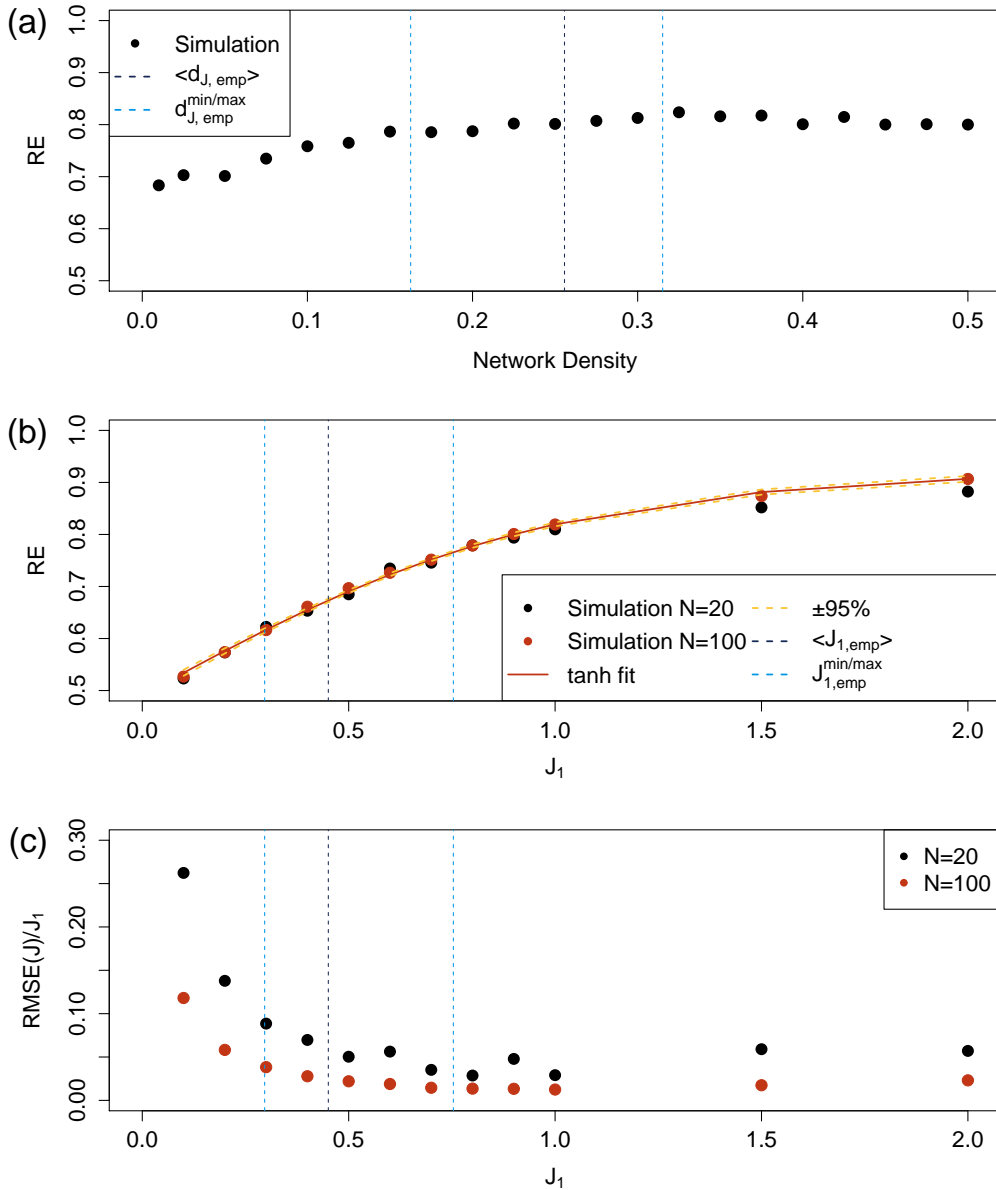 (a)
Simulation
<d_J, emp>
d_J, emp^min/max
RE
0.5 0.6 0.7 0.8 0.9 1.0
0.0 0.1 0.2 0.3 0.4 0.5
Network Density
(b)
RE
0.5 0.6 0.7 0.8 0.9 1.0
Simulation N=20
Simulation N=100
tanh fit
±95%
<J_1,emp>
J_1,emp^min/max
0.0 0.5 1.0 1.5 2.0
J_1
(c)
RMSE(J)/J_1
0.00 0.10 0.20 0.30
N=20
N=100
0.0 0.5 1.0 1.5 2.0
J_1